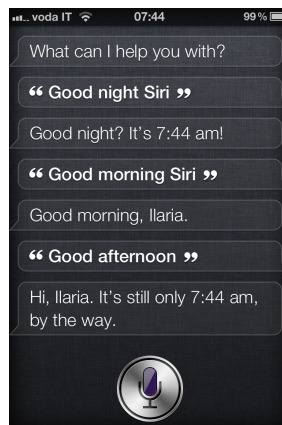 voda IT 07:44 99%
What can I help you with?
“ Good night Siri ”
Good night? It's 7:44 am!
“ Good morning Siri ”
Good morning, Ilaria.
“ Good afternoon ”
Hi, Ilaria. It's still only 7:44 am,
by the way.